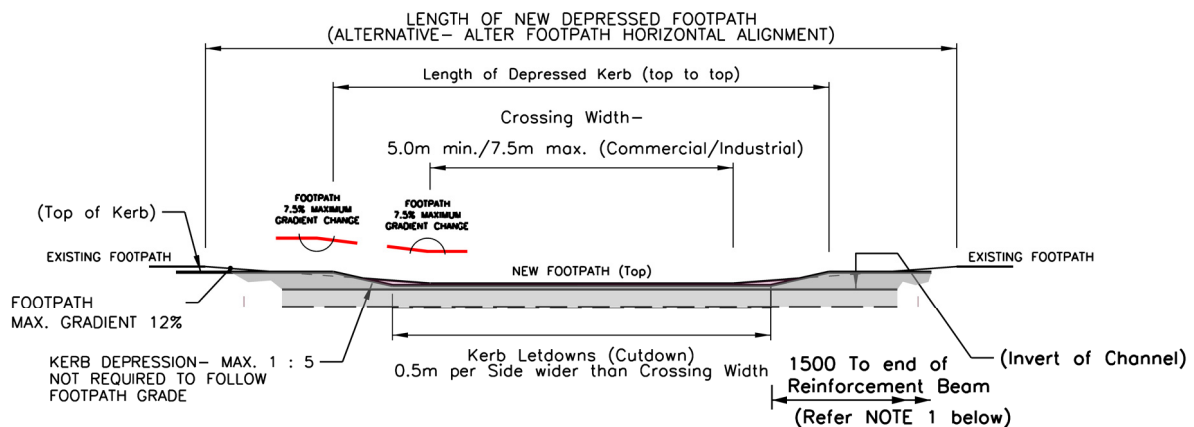 LENGTH OF NEW DEPRESSED FOOTPATH
(ALTERNATIVE– ALTER FOOTPATH HORIZONTAL ALIGNMENT)
Length of Depressed Kerb (top to top)
Crossing Width–
5.0m min./7.5m max. (Commercial/Industrial)
FOOTPATH
7.5% MAXIMUM
GRADIENT CHANGE
FOOTPATH
7.5% MAXIMUM
GRADIENT CHANGE
(Top of Kerb)
EXISTING FOOTPATH
NEW FOOTPATH (Top)
EXISTING FOOTPATH
FOOTPATH
MAX. GRADIENT 12%
KERB DEPRESSION– MAX. 1 : 5
NOT REQUIRED TO FOLLOW
FOOTPATH GRADE
Kerb Letdowns (Cutdown)
0.5m per Side wider than Crossing Width
1500 To end of
Reinforcement Beam
(Refer NOTE 1 below)
(Invert of Channel)